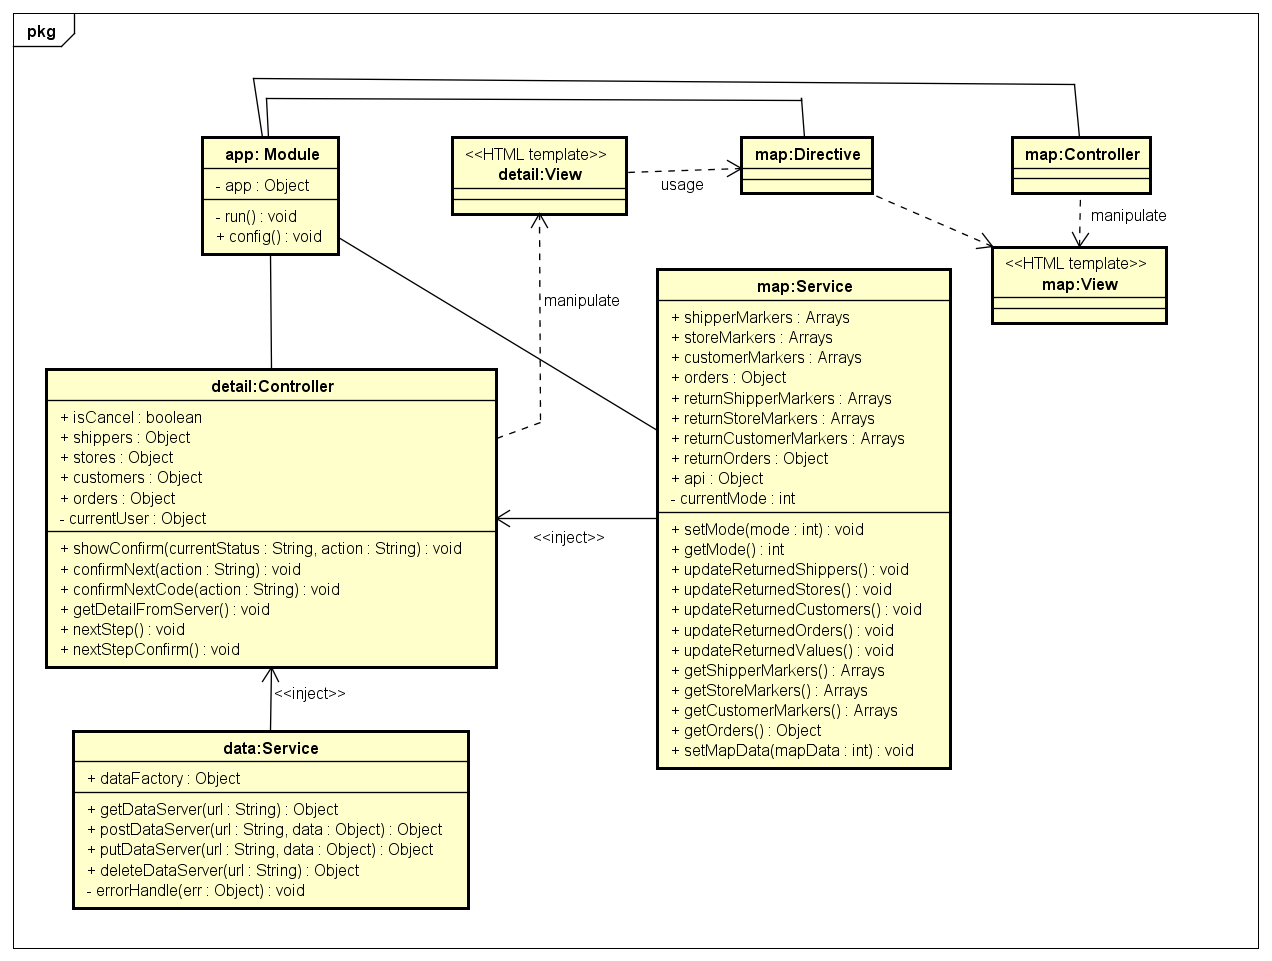 pkg
app: Module
- app : Object
- run() : void
+ config() : void
<<HTML template>>
detail:View
usage
map:Directive
map:Controller
manipulate
<<HTML template>>
map:View
manipulate
map:Service
+ shipperMarkers : Arrays
+ storeMarkers : Arrays
+ customerMarkers : Arrays
+ orders : Object
+ returnShipperMarkers : Arrays
+ returnStoreMarkers : Arrays
+ returnCustomerMarkers : Arrays
+ returnOrders : Object
+ api : Object
- currentMode : int
+ setMode(mode : int) : void
+ getMode() : int
+ updateReturnedShippers() : void
+ updateReturnedStores() : void
+ updateReturnedCustomers() : void
+ updateReturnedOrders() : void
+ updateReturnedValues() : void
+ getShipperMarkers() : Arrays
+ getStoreMarkers() : Arrays
+ getCustomerMarkers() : Arrays
+ getOrders() : Object
+ setMapData(mapData : int) : void
detail:Controller
+ isCancel : boolean
+ shippers : Object
+ stores : Object
+ customers : Object
+ orders : Object
- currentUser : Object
+ showConfirm(currentStatus : String, action : String) : void
+ confirmNext(action : String) : void
+ confirmNextCode(action : String) : void
+ getDetailFromServer() : void
+ nextStep() : void
+ nextStepConfirm() : void
<<inject>>
<<inject>>
data:Service
+ dataFactory : Object
+ getDataServer(url : String) : Object
+ postDataServer(url : String, data : Object) : Object
+ putDataServer(url : String, data : Object) : Object
+ deleteDataServer(url : String) : Object
- errorHandle(err : Object) : void